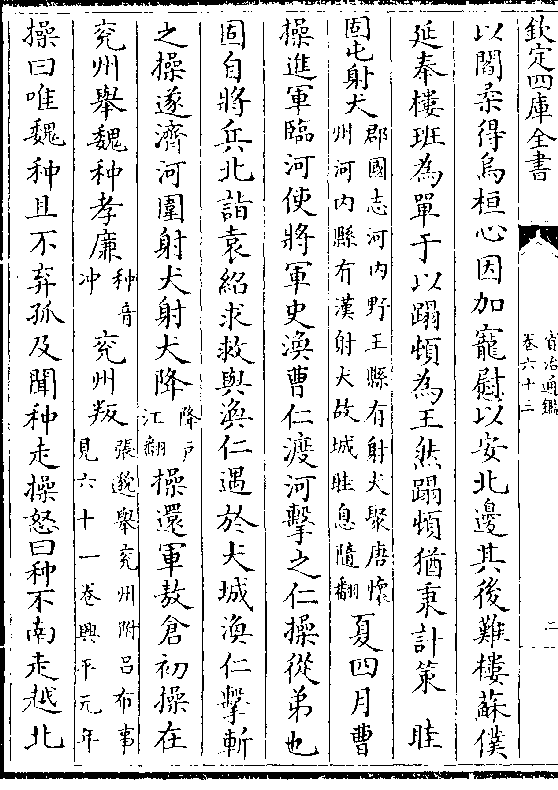 欽定四庫全書
資治通鑑
卷六十三
二
以閻柔得烏桓心因加寵慰以安北邊其後難樓蘇僕
延奉樓班為單于以蹋頓為王然蹋頓猶秉計策 眭
固屯射犬郡國志河内野王縣有射犬聚唐懷州河内縣有漢射犬故城眭息隨翻夏四月曹
操進軍臨河使將軍史渙曹仁渡河擊之仁操從弟也
固自將兵北詣袁紹求救與渙仁遇於犬城渙仁擊斬
之操遂濟河圍射犬射犬降降戶江翻操還軍敖倉初操在
兖州舉魏种孝廉种音冲兖州叛張邈舉兖州附呂布事見六十一卷興平元年
操曰唯魏种且不弃孤及聞种走操怒曰种不南走越北